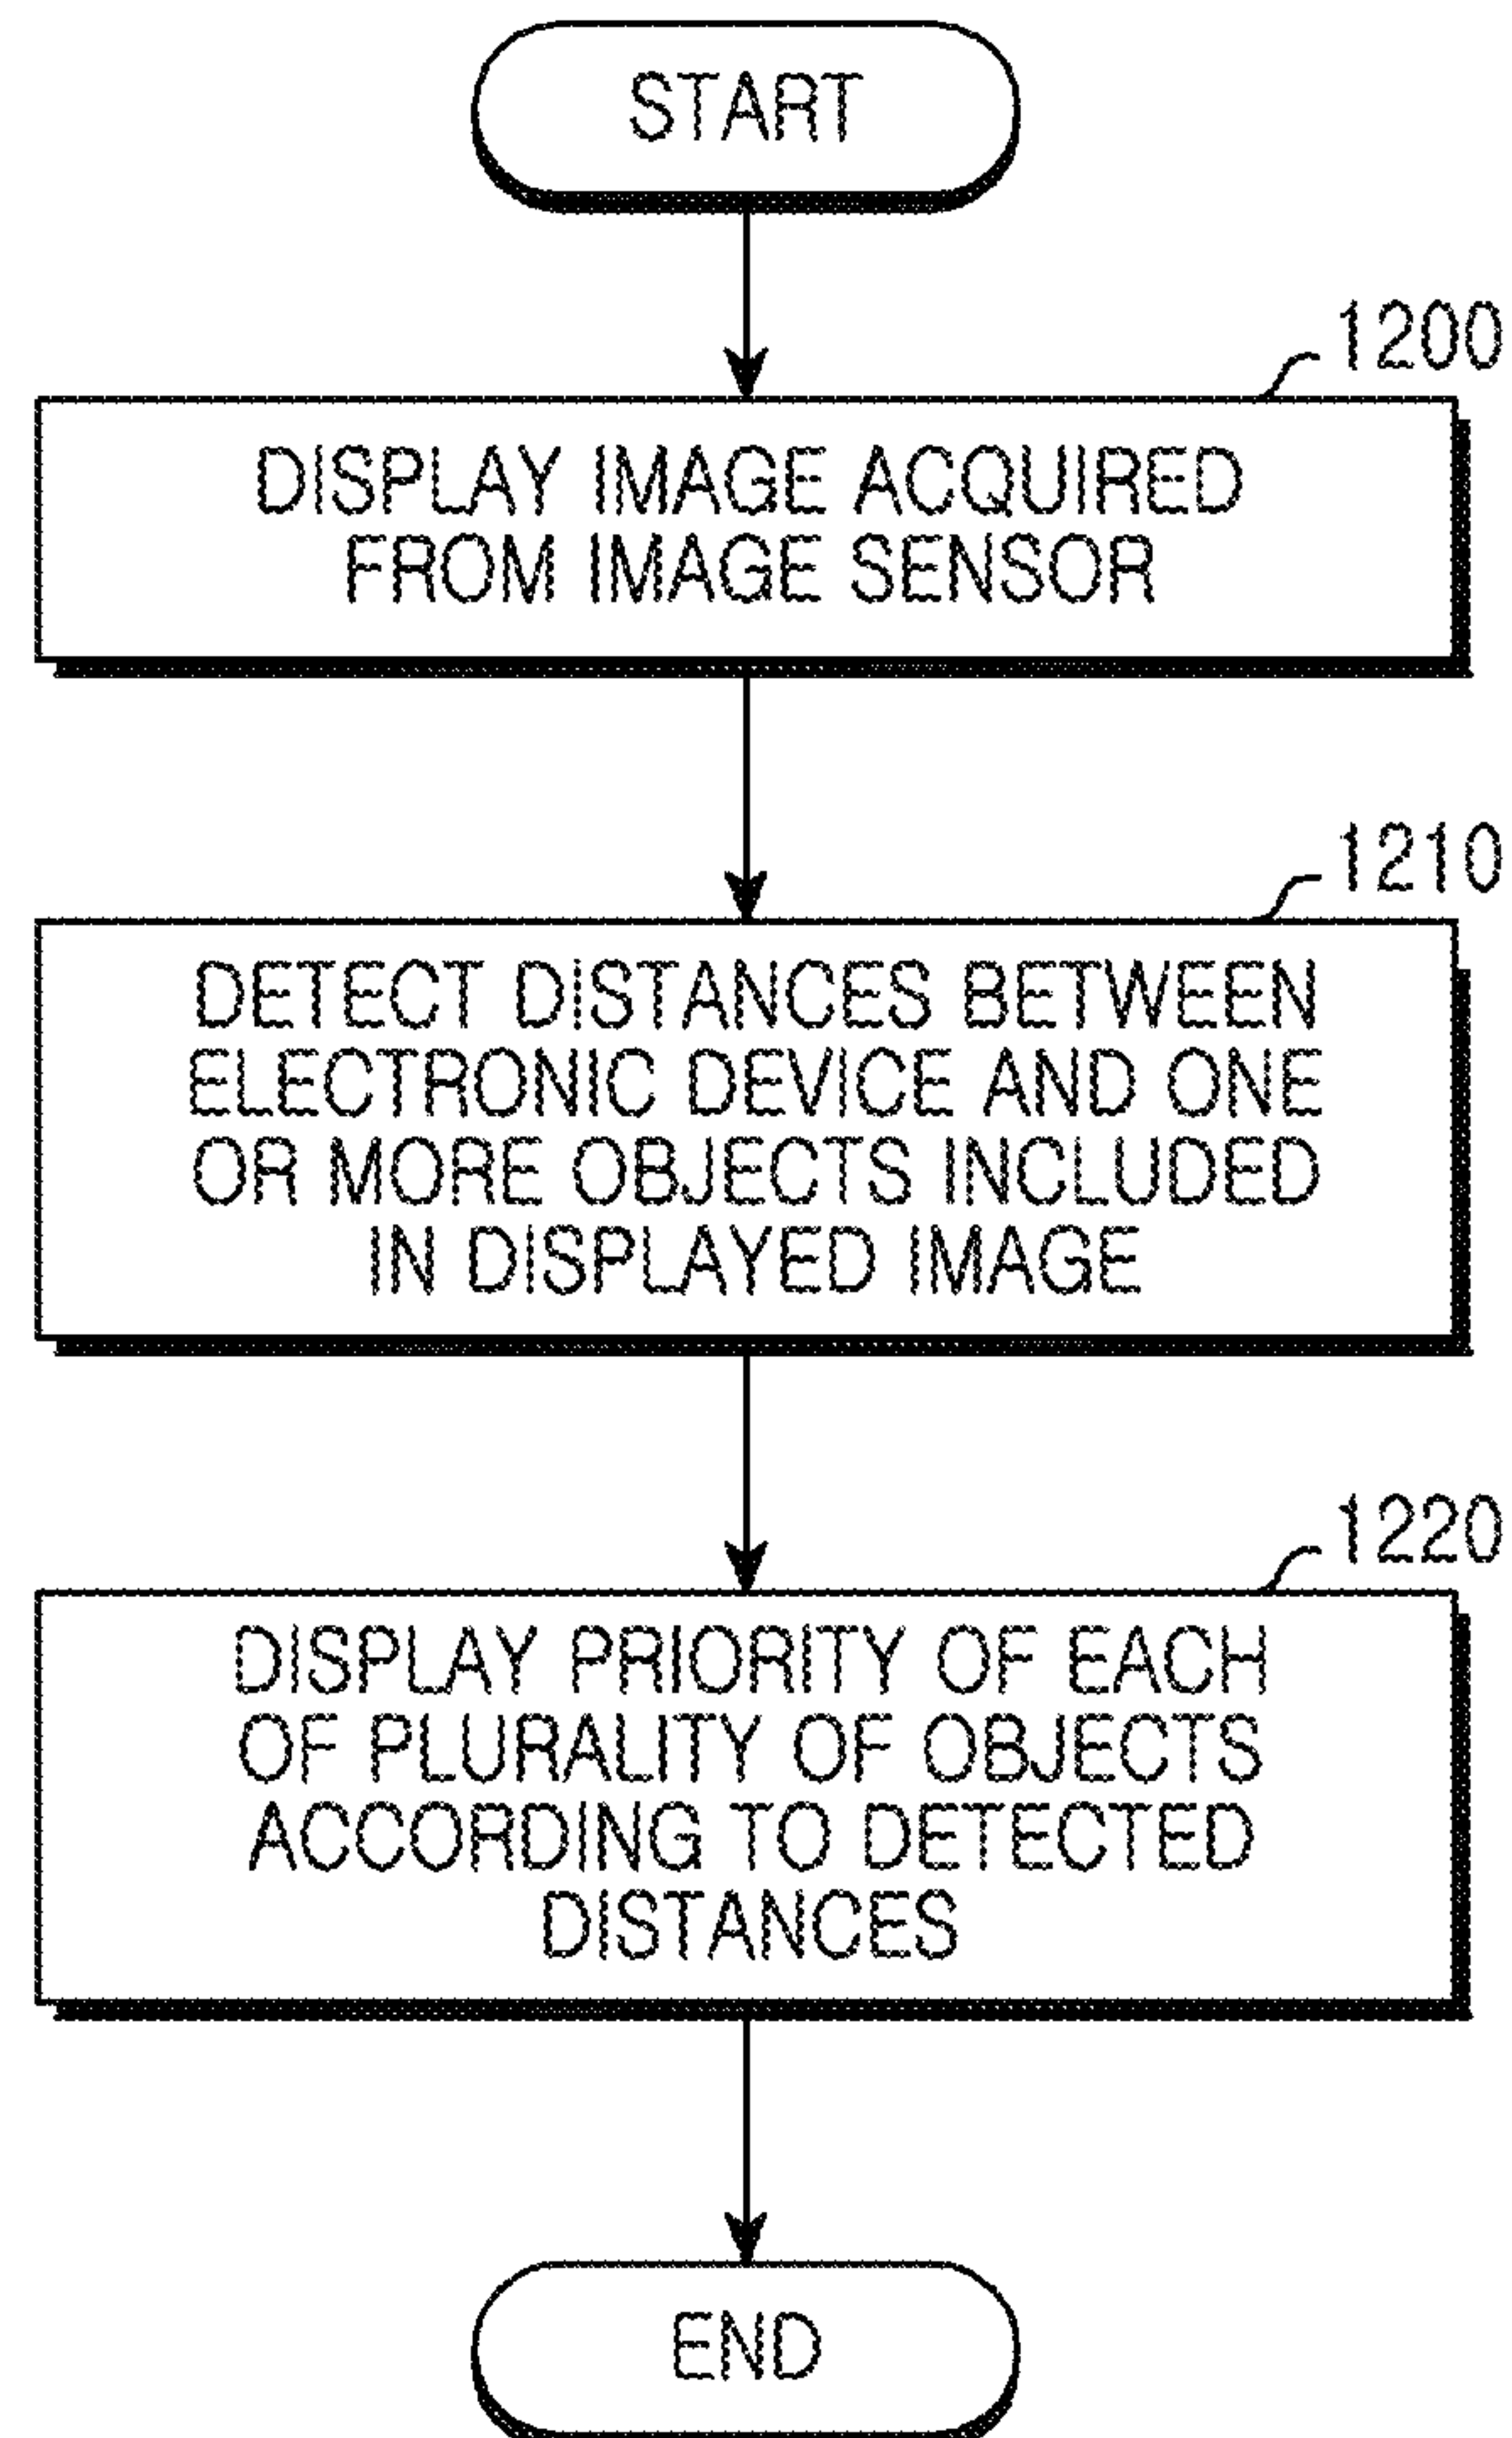 START
1200
DISPLAY IMAGE ACQUIRED
FROM IMAGE SENSOR
1210
DETECT DISTANCES BETWEEN
ELECTRONIC DEVICE AND ONE
OR MORE OBJECTS INCLUDED
IN DISPLAYED IMAGE
1220
DISPLAY PRIORITY OF EACH
OF PLURALITY OF OBJECTS
ACCORDING TO DETECTED
DISTANCES
END